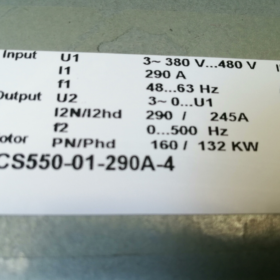 Input U1 3~ 380 V...480 V
I1 290 A
f1 48...63 Hz
Output U2 3~ 0...U1
I2N/I2hd 290 / 245A
f2 0...500 Hz
otor PN/Phd 160 / 132 KW
CS550-01-290A-4